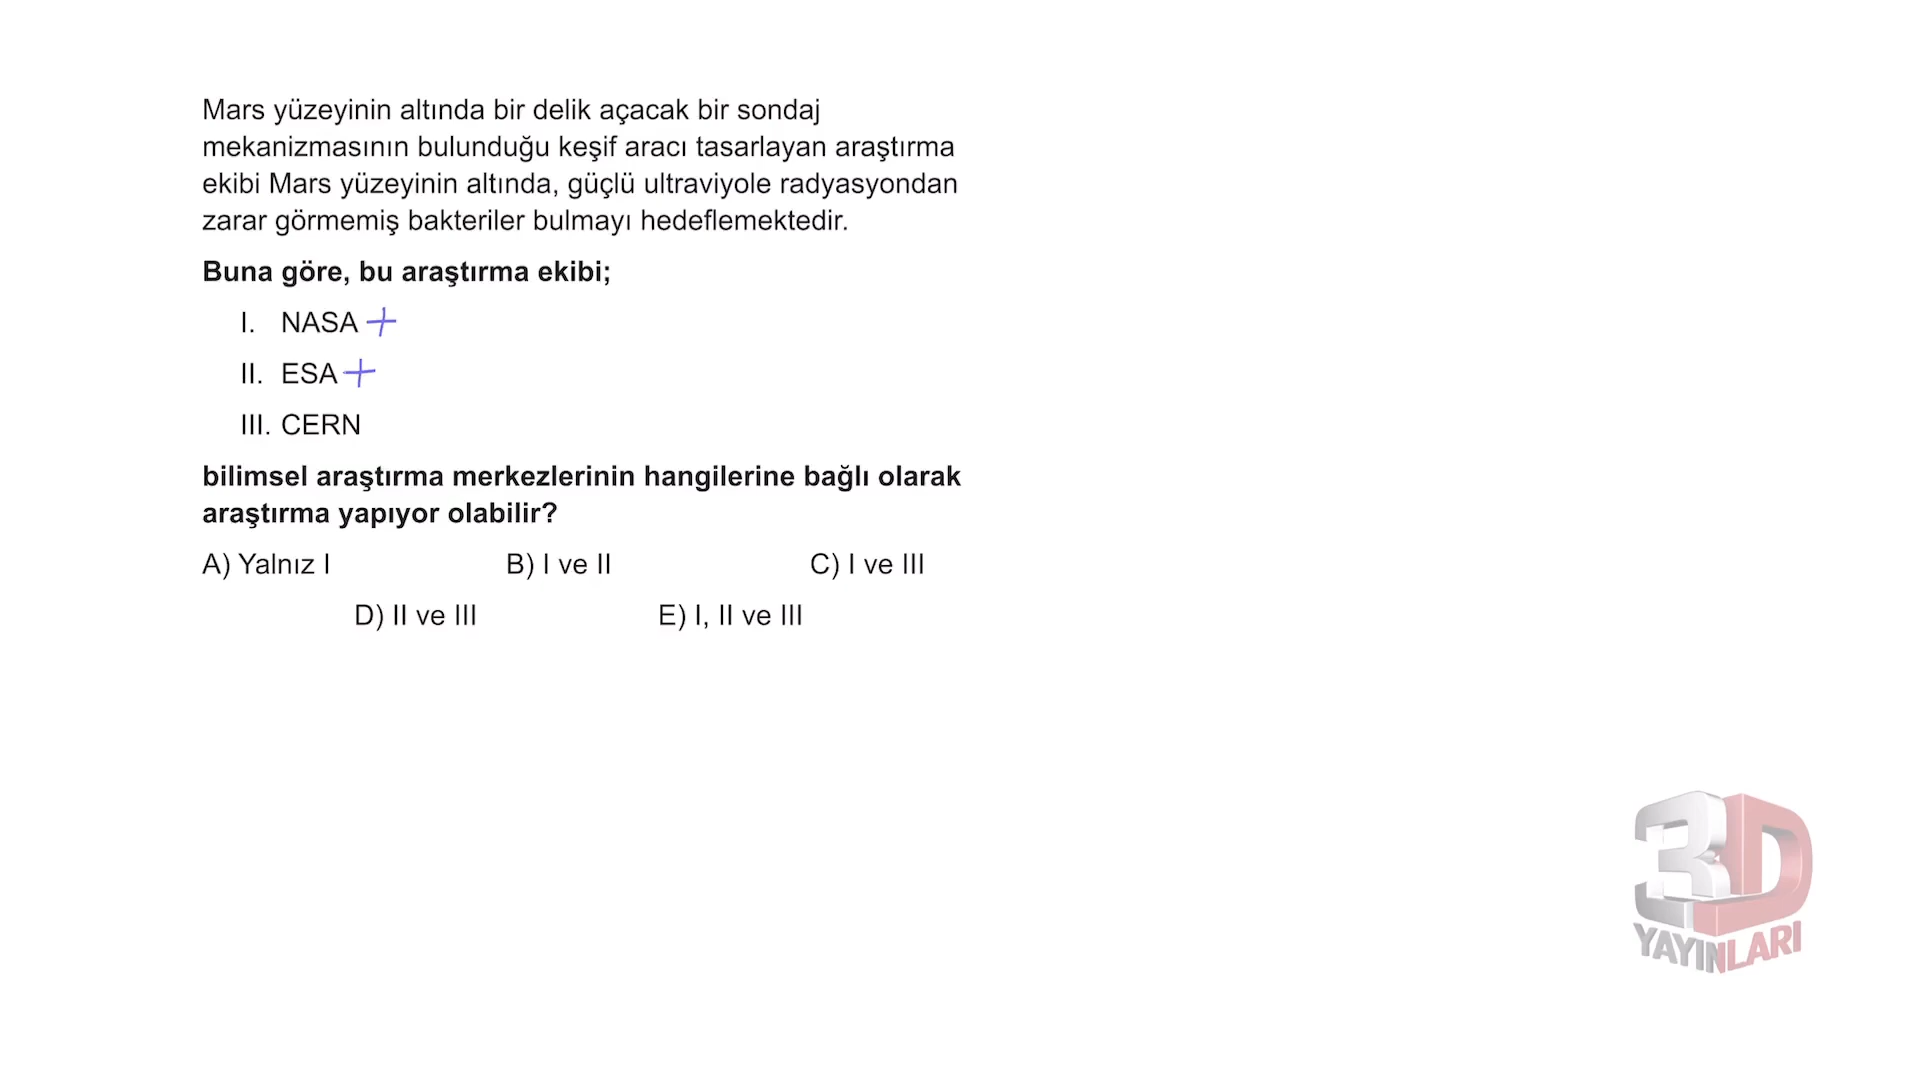 Mars yüzeyinin altında bir delik açacak bir sondaj
mekanizmasının bulunduğu keşif aracı tasarlayan araştırma
ekibi Mars yüzeyinin altında, güçlü ultraviyole radyasyondan
zarar görmemiş bakteriler bulmayı hedeflemektedir.
Buna göre, bu araştırma ekibi;
I. NASA +
II. ESA +
III. CERN
bilimsel araştırma merkezlerinin hangilerine bağlı olarak
araştırma yapıyor olabilir?
A) Yalnız I B) I ve II C) I ve III
D) II ve III E) I, II ve III
3D
YAYINLARI